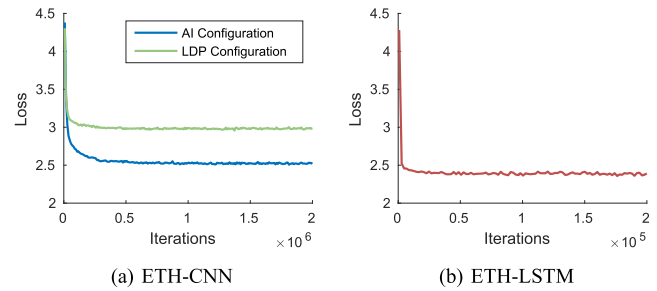 4.5
4
3.5
3
2.5
2
Loss
AI Configuration
LDP Configuration
0 0.5 1 1.5 2
Iterations
× 10^6
(a) ETH-CNN
4.5
4
3.5
3
2.5
2
Loss
0 0.5 1 1.5 2
Iterations
× 10^5
(b) ETH-LSTM